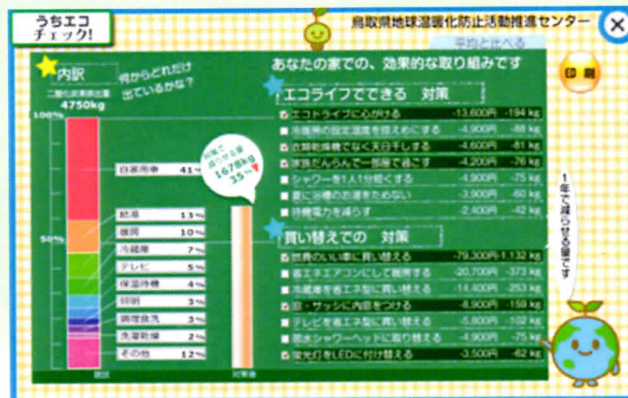 うちエコ
チェック!
鳥取県地球温暖化防止活動推進センター
平均と比べる
印刷
内訳
何からどれだけ
出ているかな?
二酸化炭素排出量
4750kg
100%
50%
自家用車 41%
給湯 13%
暖房 10%
冷蔵庫 7%
テレビ 5%
保温待機 4%
照明 3%
調理食洗 3%
洗濯乾燥 2%
その他 12%
対策で
減らせる量
1678kg
35%
対策後
あなたの家での、効果的な取り組みです
エコライフでできる 対策
エコドライブに心がける -13,600円 -194 kg
冷暖房の設定温度を控えめにする -4,900円 -88 kg
衣類乾燥機でなく天日干しする -4,600円 -81 kg
家族だんらんで一部屋で過ごす -4,200円 -76 kg
シャワーを1人1分短くする -4,900円 -75 kg
夏に浴槽のお湯をためない -3,900円 -60 kg
待機電力を減らす -2,400円 -42 kg
買い替えでの 対策
燃費のいい車に買い替える -79,300円 -1,132 kg
省エネエアコンにして暖房する -20,700円 -373 kg
冷蔵庫を省エネ型に買い替える -14,400円 -253 kg
窓・サッシに内窓をつける -8,900円 -159 kg
テレビを省エネ型に買い替える -5,800円 -102 kg
節水シャワーヘッドに取り替える -4,900円 -75 kg
蛍光灯をLEDに付け替える -3,500円 -62 kg
1年で減らせる量です